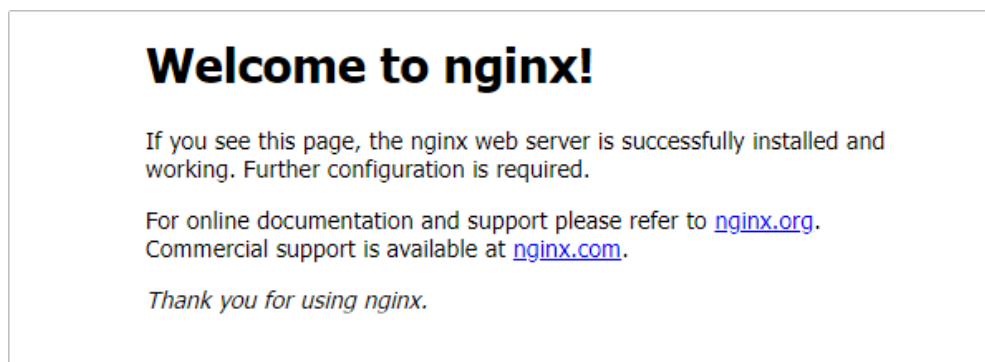 Welcome to nginx!
If you see this page, the nginx web server is successfully installed and
working. Further configuration is required.
For online documentation and support please refer to nginx.org.
Commercial support is available at nginx.com.
Thank you for using nginx.